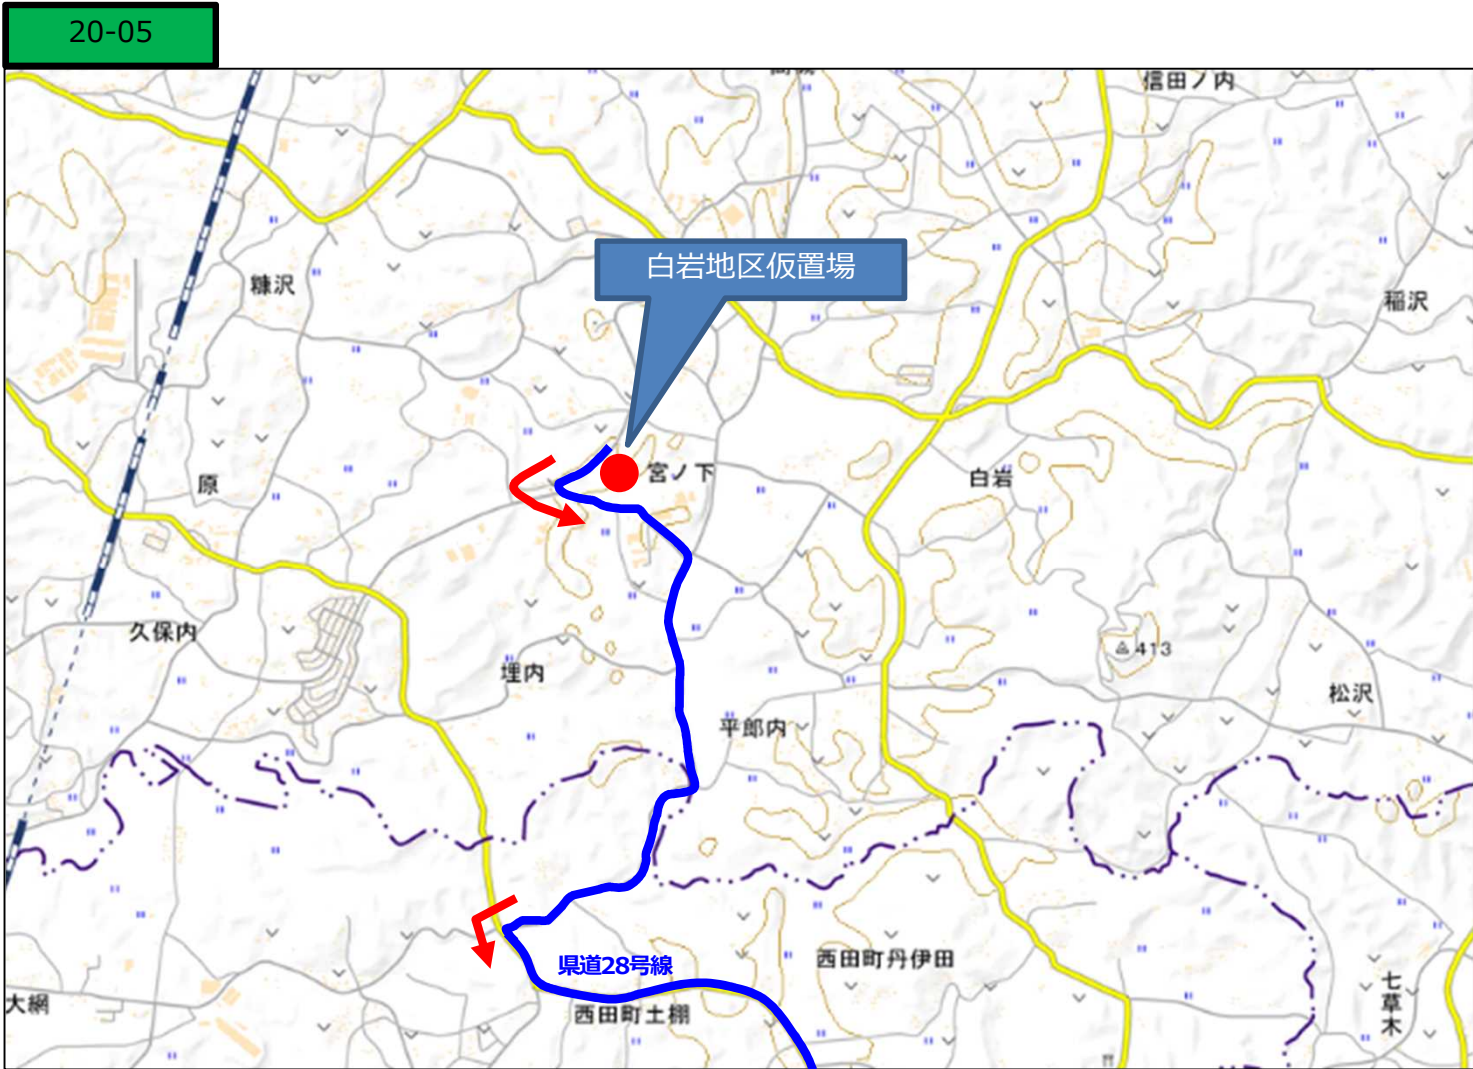 20-05
信田ノ内
白岩地区仮置場
糠沢
稲沢
宮ノ下
白岩
原
久保内
413
埋内
松沢
平郎内
県道28号線
西田町丹伊田
七草木
大綱
西田町土棚